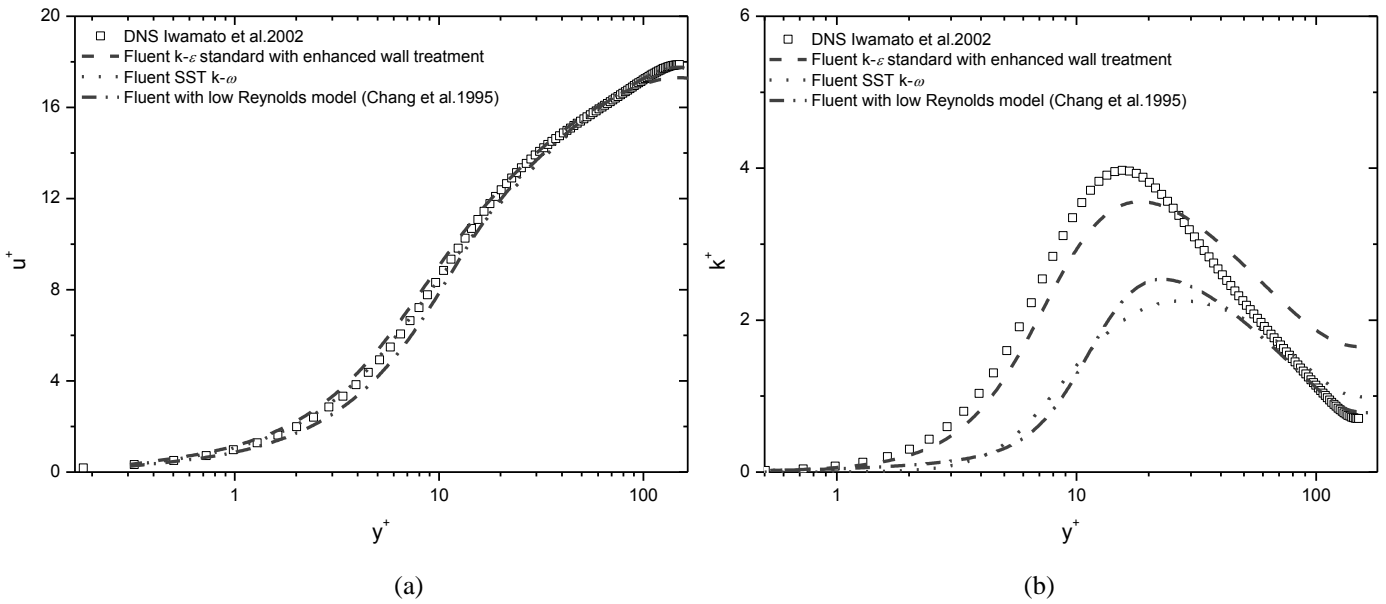 20
16
12
8
4
0
u+
DNS Iwamato et al.2002
Fluent k-ε standard with enhanced wall treatment
Fluent SST k-ω
Fluent with low Reynolds model (Chang et al.1995)
1
10
100
y+
(a)
6
4
2
0
k+
DNS Iwamato et al.2002
Fluent k-ε standard with enhanced wall treatment
Fluent SST k-ω
Fluent with low Reynolds model (Chang et al.1995)
1
10
100
y+
(b)